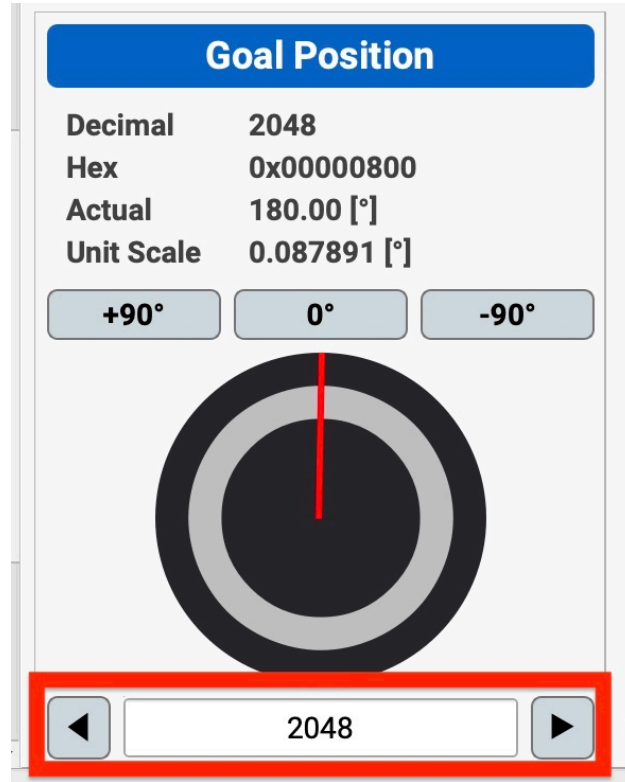 Goal Position
Decimal 2048
Hex 0x00000800
Actual 180.00 [°]
Unit Scale 0.087891 [°]
+90° 0° -90°
2048